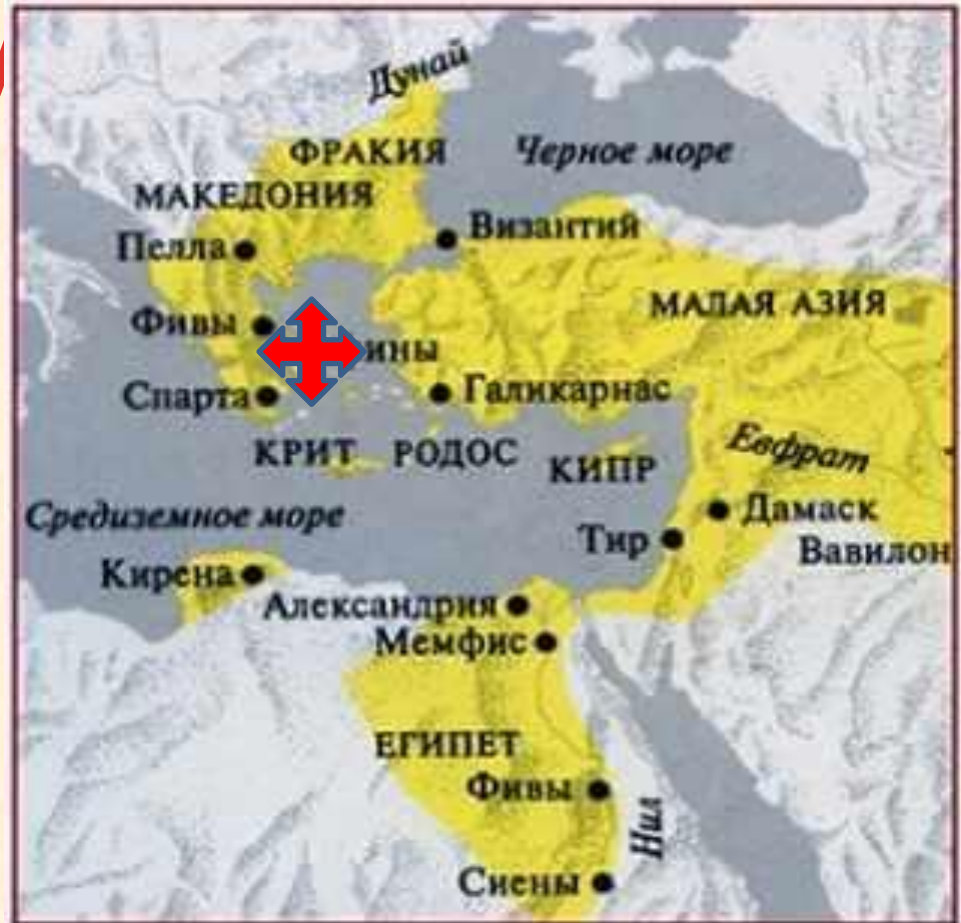 Дунай
ФРАКИЯ
Черное море
МАКЕДОНИЯ
Византий
Пелла
МАЛАЯ АЗИЯ
Фивы
ины
Спарта
Галикарнас
КРИТ
РОДОС
КИПР
Евфрат
Средиземное море
Дамаск
Тир
Вавилон
Кирена
Александрия
Мемфис
ЕГИПЕТ
Фивы
Нил
Сиены